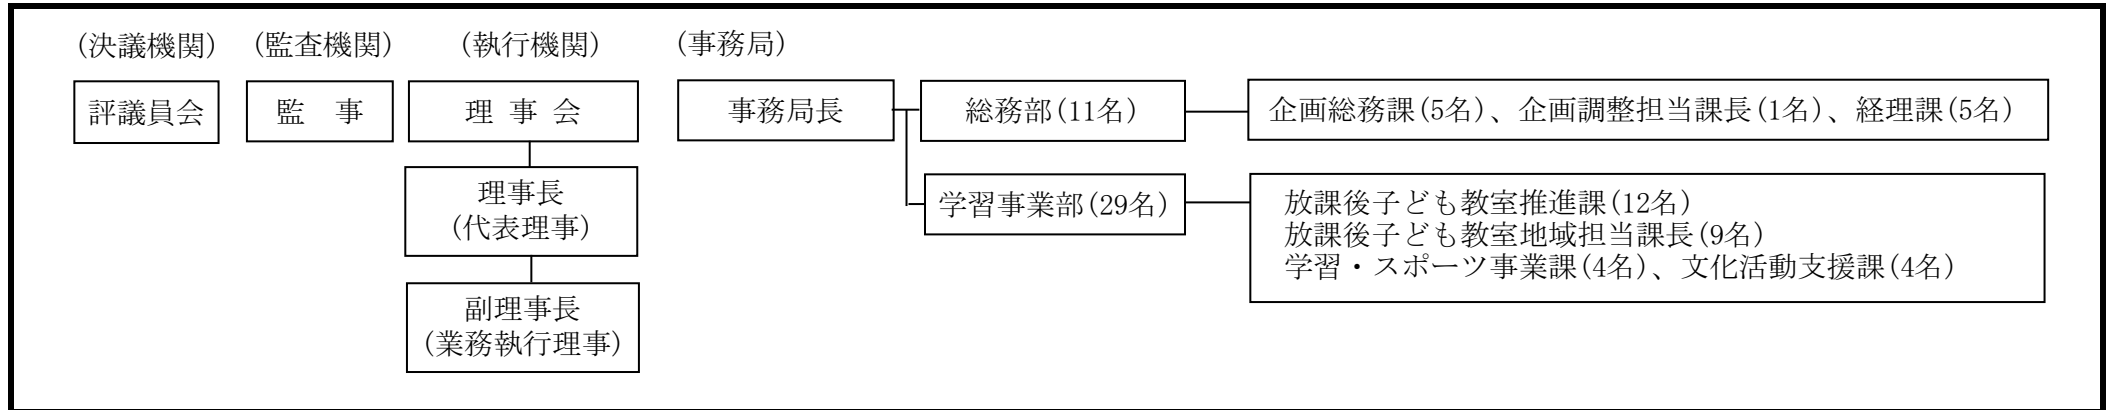 (決議機関) (監査機関) (執行機関) (事務局)
評議員会 監　事 理 事 会 事務局長 総務部(11名) 企画総務課(5名)、企画調整担当課長(1名)、経理課(5名)
理事長
(代表理事)
副理事長
(業務執行理事)
学習事業部(29名)
放課後子ども教室推進課(12名)
放課後子ども教室地域担当課長(9名)
学習・スポーツ事業課(4名)、文化活動支援課(4名)